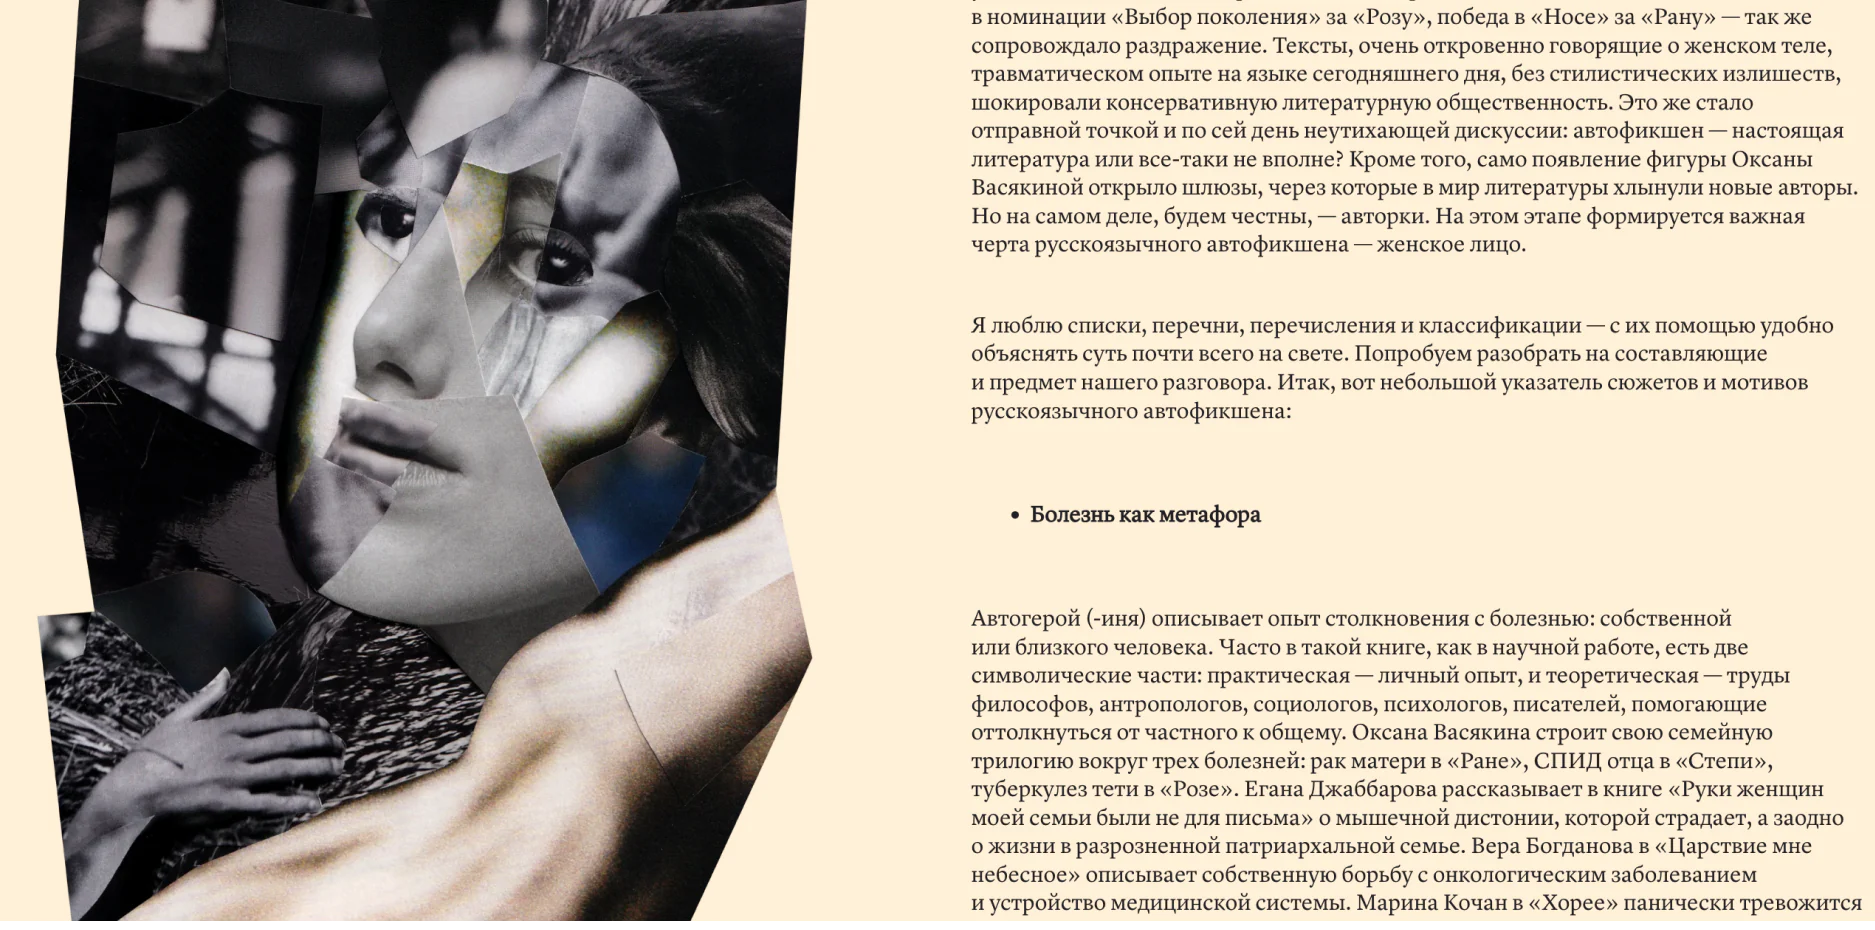 в номинации «Выбор поколения» за «Розу», победа в «Носе» за «Рану» — так же
сопровождало раздражение. Тексты, очень откровенно говорящие о женском теле,
травматическом опыте на языке сегодняшнего дня, без стилистических излишеств,
шокировали консервативную литературную общественность. Это же стало
отправной точкой и по сей день неутихающей дискуссии: автофикшен — настоящая
литература или все-таки не вполне? Кроме того, само появление фигуры Оксаны
Васякиной открыло шлюзы, через которые в мир литературы хлынули новые авторы.
Но на самом деле, будем честны, — авторки. На этом этапе формируется важная
черта русскоязычного автофикшена — женское лицо.
Я люблю списки, перечни, перечисления и классификации — с их помощью удобно
объяснять суть почти всего на свете. Попробуем разобрать на составляющие
и предмет нашего разговора. Итак, вот небольшой указатель сюжетов и мотивов
русскоязычного автофикшена:
• Болезнь как метафора
Автогерой (-иня) описывает опыт столкновения с болезнью: собственной
или близкого человека. Часто в такой книге, как в научной работе, есть две
символические части: практическая — личный опыт, и теоретическая — труды
философов, антропологов, социологов, психологов, писателей, помогающие
оттолкнуться от частного к общему. Оксана Васякина строит свою семейную
трилогию вокруг трех болезней: рак матери в «Ране», СПИД отца в «Степи»,
туберкулез тети в «Розе». Егана Джаббарова рассказывает в книге «Руки женщин
моей семьи были не для письма» о мышечной дистонии, которой страдает, а заодно
о жизни в разрозненной патриархальной семье. Вера Богданова в «Царствие мне
небесное» описывает собственную борьбу с онкологическим заболеванием
и устройство медицинской системы. Марина Кочан в «Хорее» панически тревожится